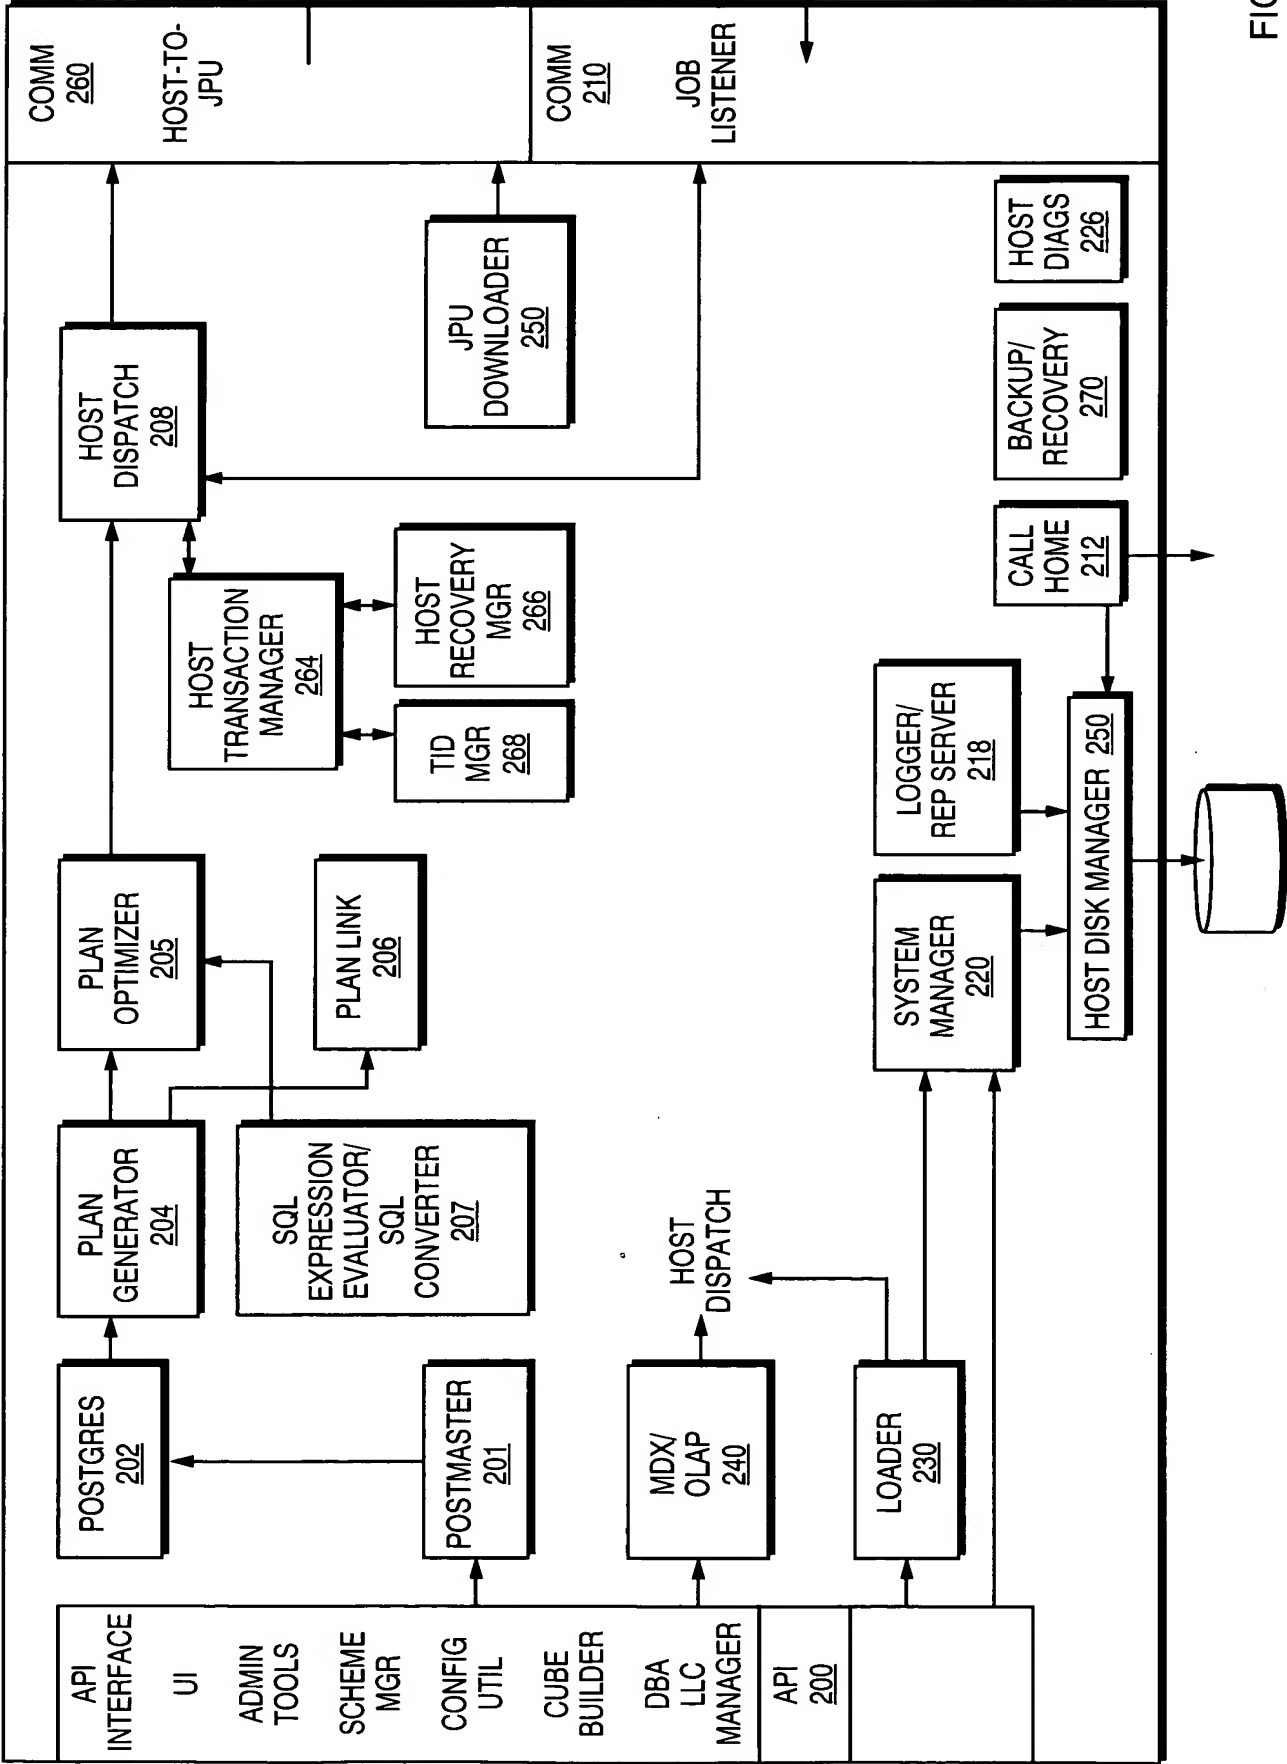 API
INTERFACE
UI
ADMIN
TOOLS
SCHEME
MGR
CONFIG
UTIL
CUBE
BUILDER
DBA
LLC
MANAGER
API
200
POSTGRES
202
POSTMASTER
201
MDX/
OLAP
240
LOADER
230
PLAN
GENERATOR
204
SQL
EXPRESSION
EVALUATOR/
SQL
CONVERTER
207
HOST
DISPATCH
PLAN
OPTIMIZER
205
PLAN LINK
206
SYSTEM
MANAGER
220
LOGGER/
REP SERVER
218
HOST DISK MANAGER 250
HOST
TRANSACTION
MANAGER
264
TID
MGR
268
HOST
RECOVERY
MGR
266
HOST
DISPATCH
208
JPU
DOWNLOADER
250
CALL
HOME
212
BACKUP/
RECOVERY
270
HOST
DIAGS
226
COMM
260
HOST-TO-
JPU
COMM
210
JOB
LISTENER